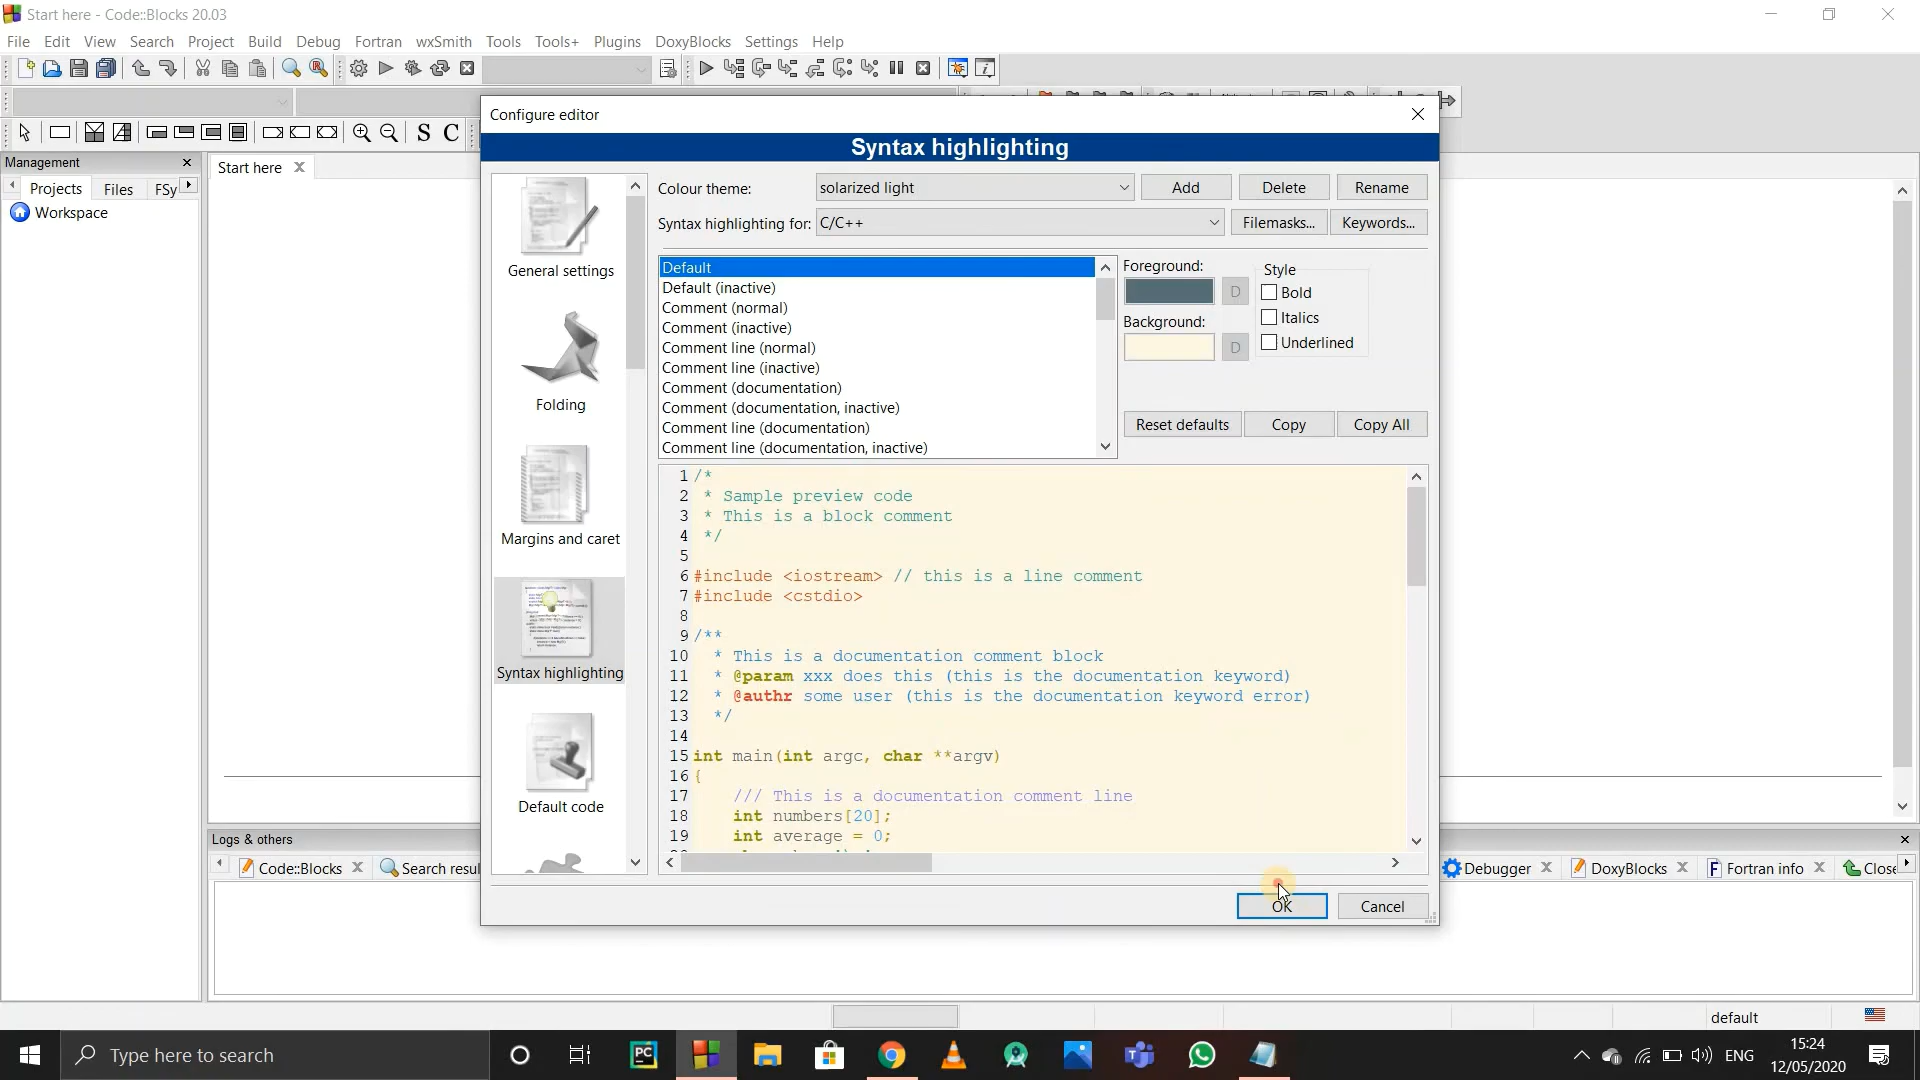 Start here - Code::Blocks 20.03
File Edit View Search Project Build Debug Fortran wxSmith Tools Tools+ Plugins DoxyBlocks Settings Help
S C
Configure editor
Syntax highlighting
Management
Projects Files FSy
Workspace
Start here
General settings
Folding
Margins and caret
Syntax highlighting
Default code
Colour theme: solarized light Add Delete Rename
Syntax highlighting for: C/C++ Filemasks... Keywords...
Default
Default (inactive)
Comment (normal)
Comment (inactive)
Comment line (normal)
Comment line (inactive)
Comment (documentation)
Comment (documentation, inactive)
Comment line (documentation)
Comment line (documentation, inactive)
Foreground:
D
Background:
D
Style
Bold
Italics
Underlined
Reset defaults Copy Copy All
1 /*
2 * Sample preview code
3 * This is a block comment
4 */
5
6 #include <iostream> // this is a line comment
7 #include <cstdio>
8
9 /**
10 * This is a documentation comment block
11 * @param xxx does this (this is the documentation keyword)
12 * @authr some user (this is the documentation keyword error)
13 */
14
15 int main(int argc, char **argv)
16 {
17 /// This is a documentation comment line
18 int numbers[20];
19 int average = 0;
OK Cancel
Logs & others
Code::Blocks Search resul Debugger DoxyBlocks Fortran info Close
default
Type here to search
PC
ENG
15:24
12/05/2020